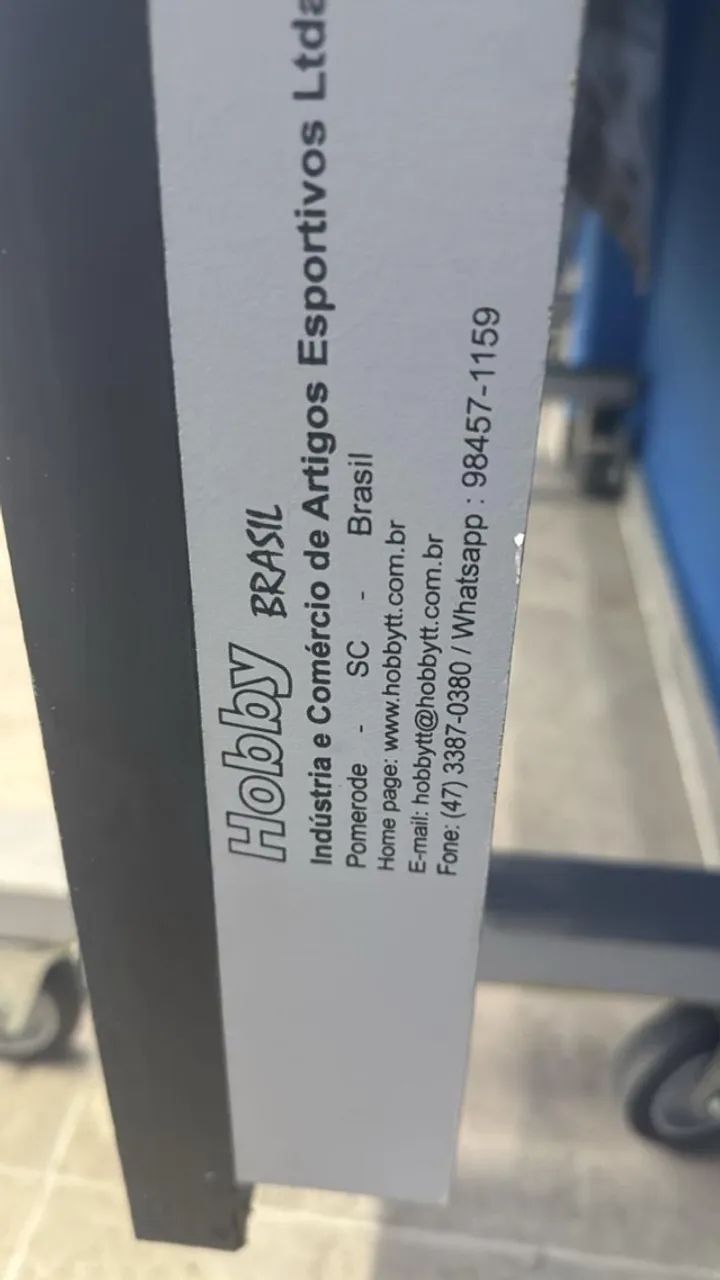 Hobby BRASIL
Indústria e Comércio de Artigos Esportivos Ltda
Pomerode - SC - Brasil
Home page: www.hobbytt.com.br
E-mail: hobbytt@hobbytt.com.br
Fone: (47) 3387-0380 / Whatsapp : 98457-1159